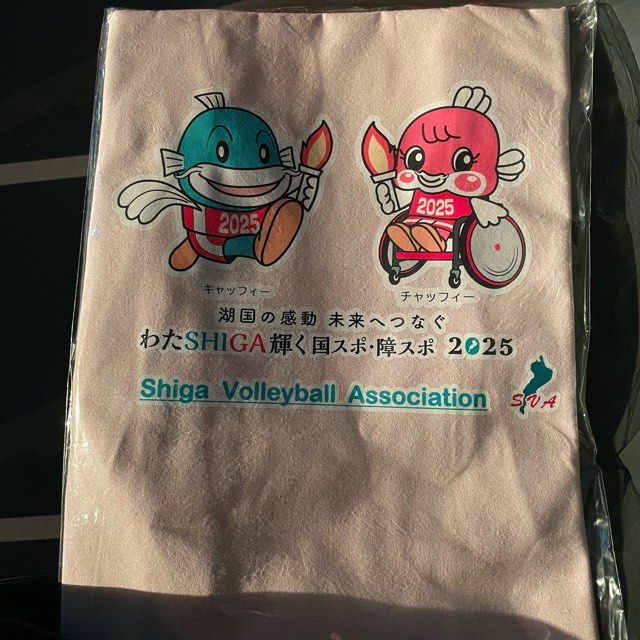 2025
2025
キャッフィー
チャッフィー
湖国の感動 未来へつなぐ
わたSHIGA輝く国スポ・障スポ 2025
Shiga Volleyball Association
SVA